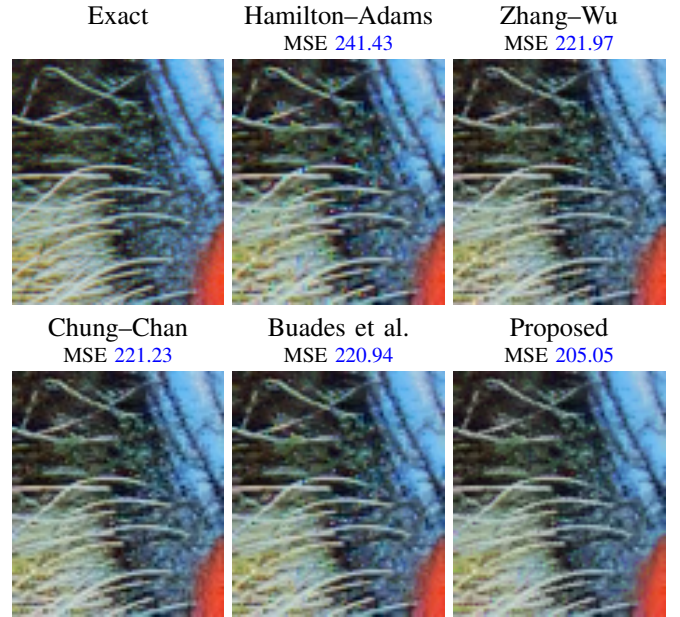 Exact
Hamilton–Adams
MSE 241.43
Zhang–Wu
MSE 221.97
Chung–Chan
MSE 221.23
Buades et al.
MSE 220.94
Proposed
MSE 205.05